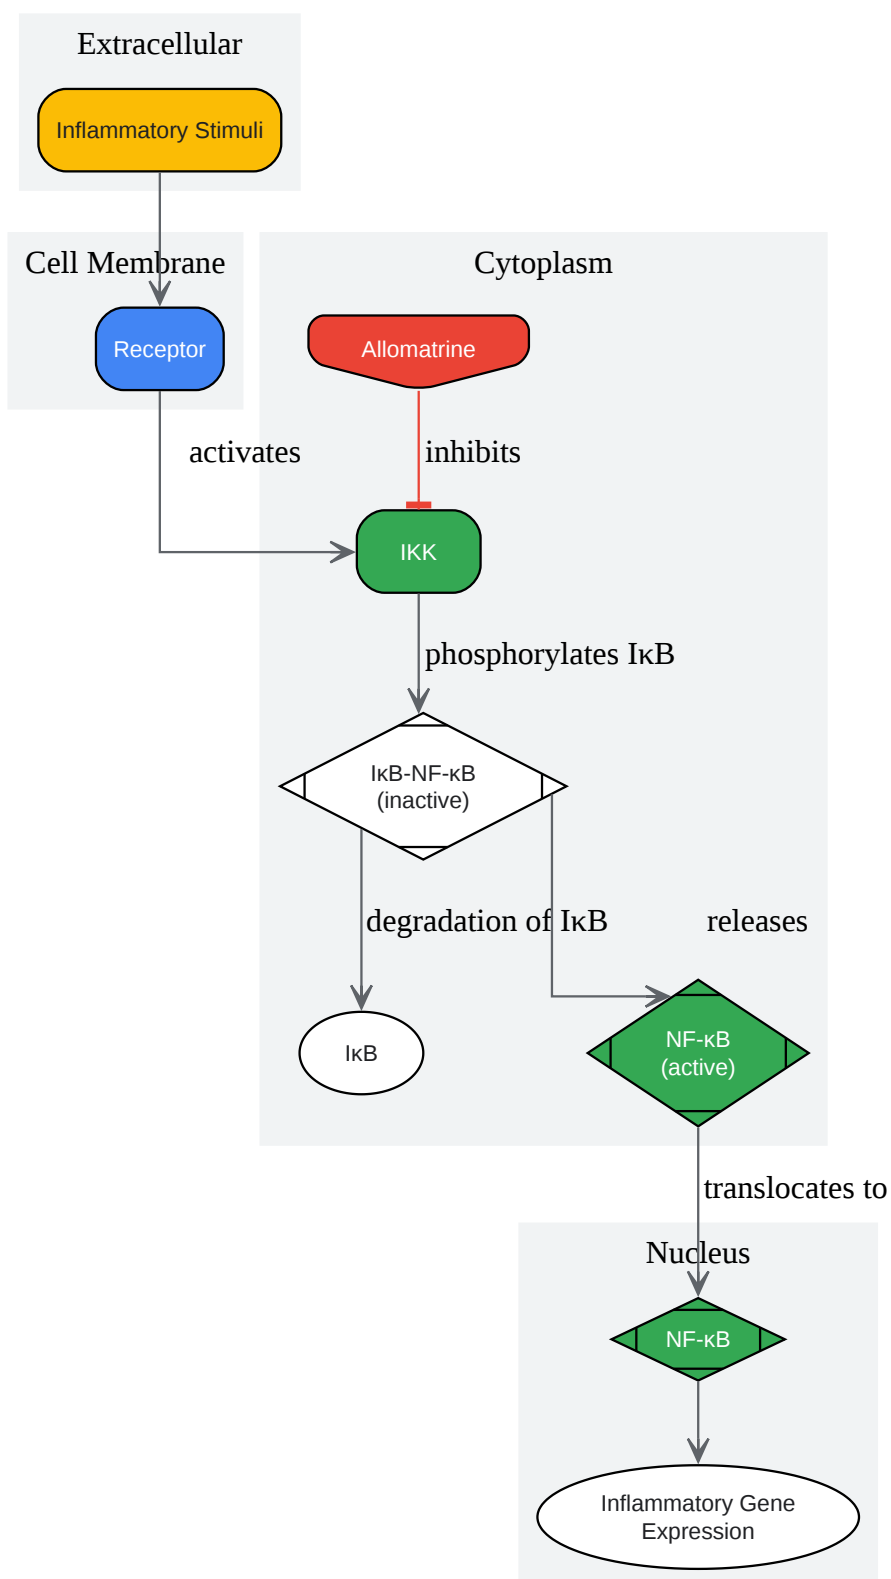 Extracellular
Inflammatory Stimuli
Cell Membrane
Cytoplasm
Receptor
Allomatrine
activates
inhibits
IKK
phosphorylates IκB
IκB-NF-κB
(inactive)
degradation of IκB
releases
IκB
NF-κB
(active)
translocates to
Nucleus
NF-κB
Inflammatory Gene
Expression